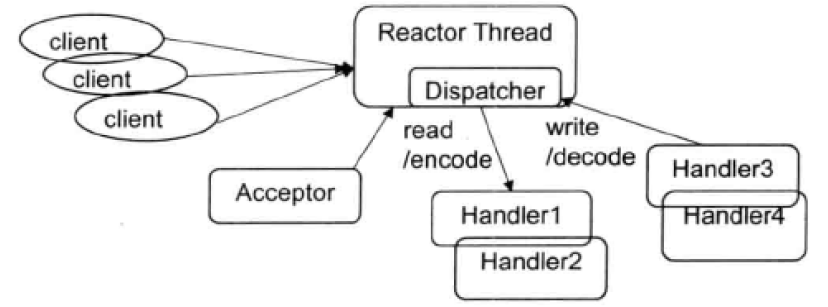 client
client
client
Reactor Thread
Dispatcher
read
/encode
write
/decode
Acceptor
Handler1
Handler2
Handler3
Handler4